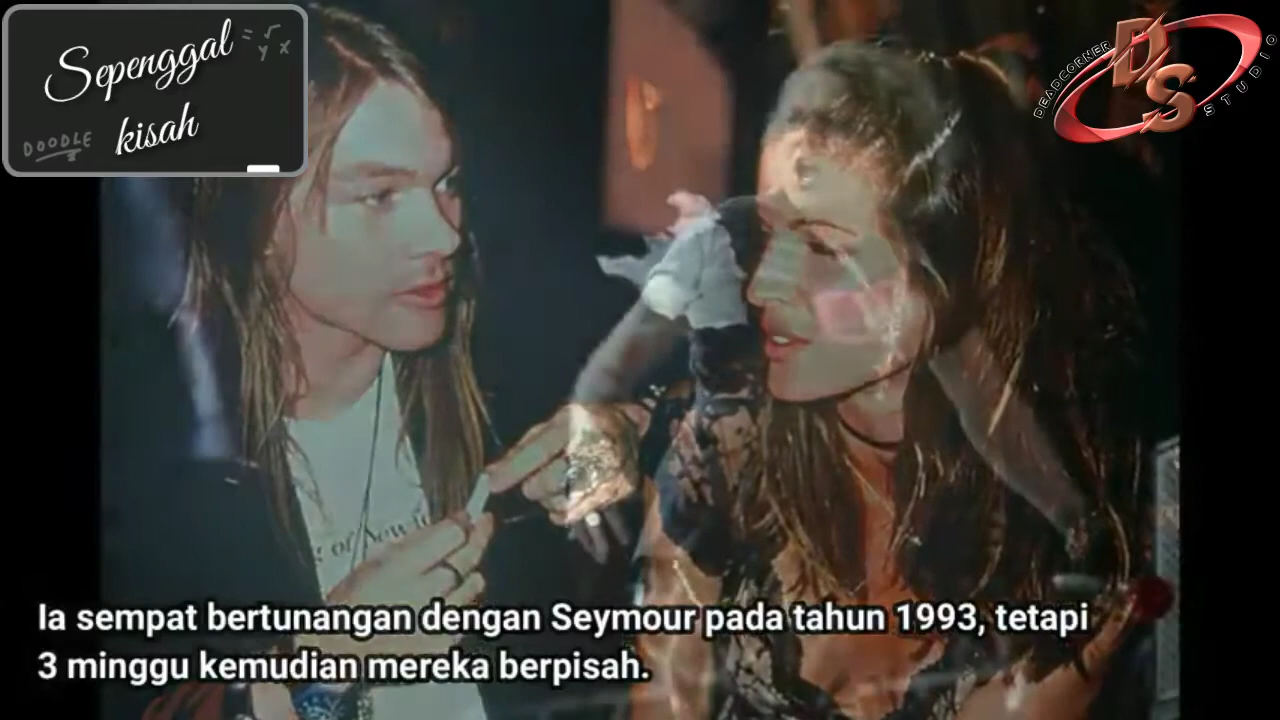 Sepenggal
kisah
DOODLE
= √
y x
DEADCORNER
DS
STUDIO
Ia sempat bertunangan dengan Seymour pada tahun 1993, tetapi
3 minggu kemudian mereka berpisah.